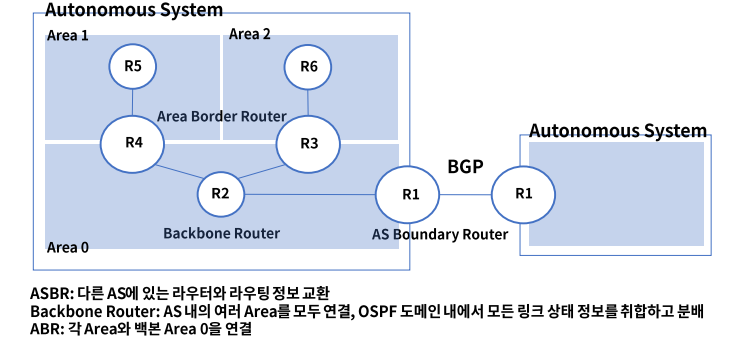 Autonomous System
Area 1
Area 2
R5
R6
Area Border Router
R4
R3
Autonomous System
BGP
R2
R1
R1
Backbone Router
AS Boundary Router
Area 0
ASBR: 다른 AS에 있는 라우터와 라우팅 정보 교환
Backbone Router: AS 내의 여러 Area를 모두 연결, OSPF 도메인 내에서 모든 링크 상태 정보를 취합하고 분배
ABR: 각 Area와 백본 Area 0을 연결